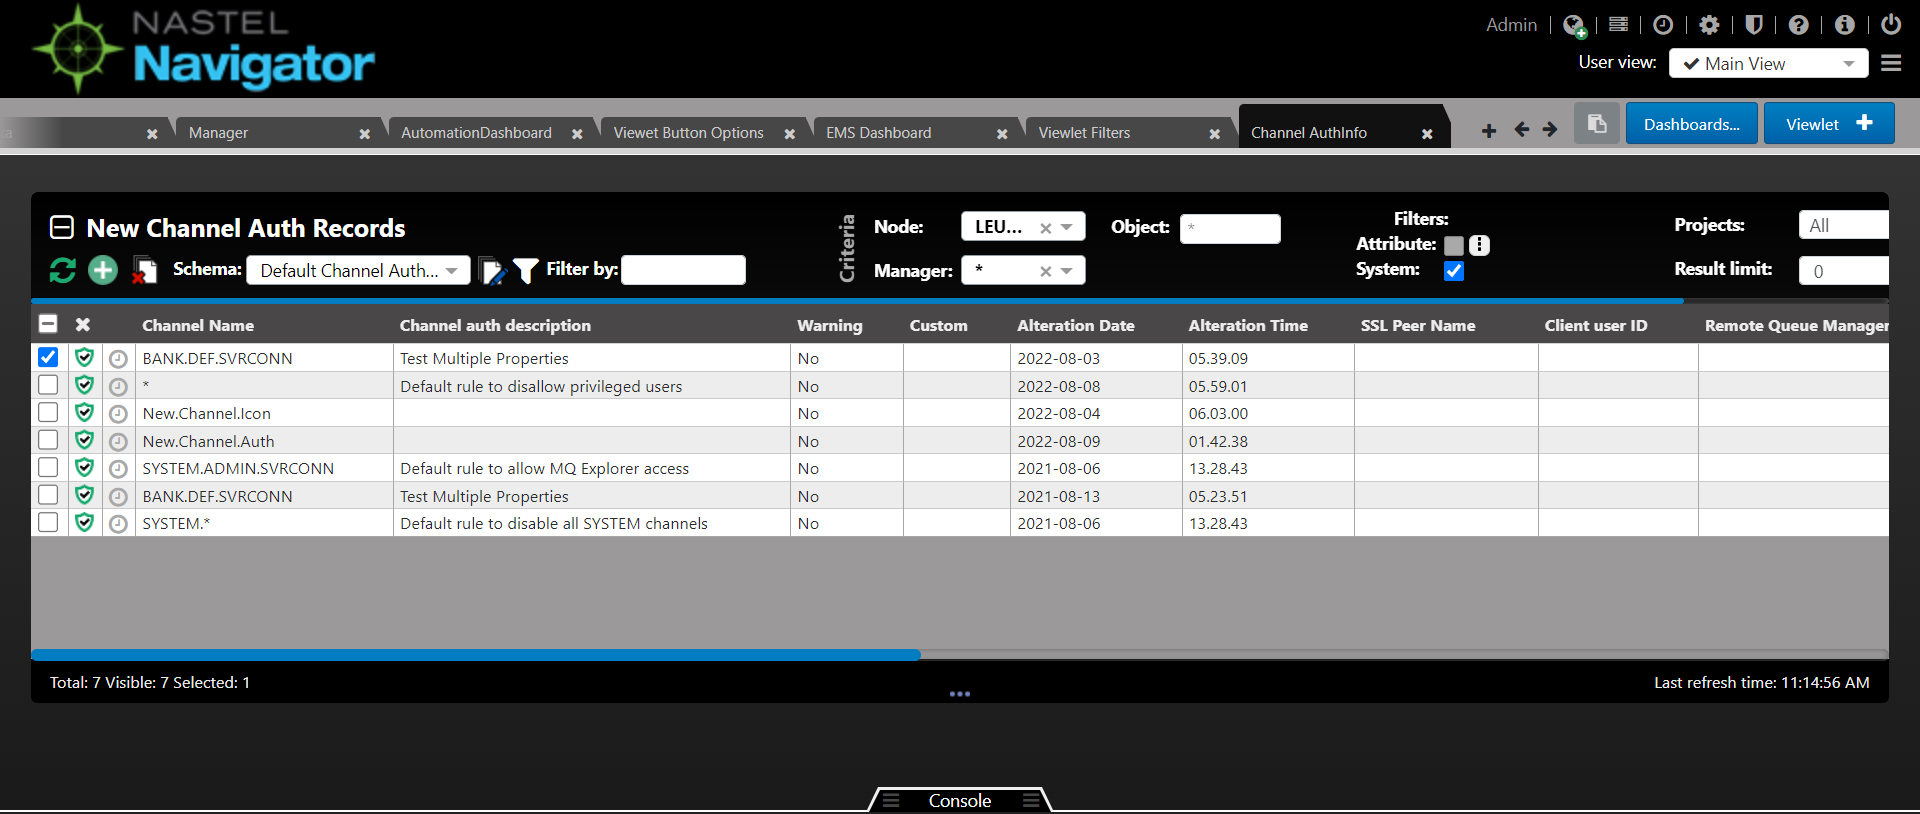 NASTEL
Navigator
Admin
User view: Main View
a
Manager
AutomationDashboard
Viewet Button Options
EMS Dashboard
Viewlet Filters
Channel AuthInfo
Dashboards...
Viewlet
New Channel Auth Records
Schema: Default Channel Auth... Filter by:
Criteria
Node: LEU...
Manager: *
Object: *
Filters:
Attribute:
System:
Projects: All
Result limit: 0
Channel Name Channel auth description Warning Custom Alteration Date Alteration Time SSL Peer Name Client user ID Remote Queue Manager
BANK.DEF.SVRCONN Test Multiple Properties No 2022-08-03 05.39.09
* Default rule to disallow privileged users No 2022-08-08 05.59.01
New.Channel.Icon No 2022-08-04 06.03.00
New.Channel.Auth No 2022-08-09 01.42.38
SYSTEM.ADMIN.SVRCONN Default rule to allow MQ Explorer access No 2021-08-06 13.28.43
BANK.DEF.SVRCONN Test Multiple Properties No 2021-08-13 05.23.51
SYSTEM.* Default rule to disable all SYSTEM channels No 2021-08-06 13.28.43
Total: 7 Visible: 7 Selected: 1
Last refresh time: 11:14:56 AM
Console